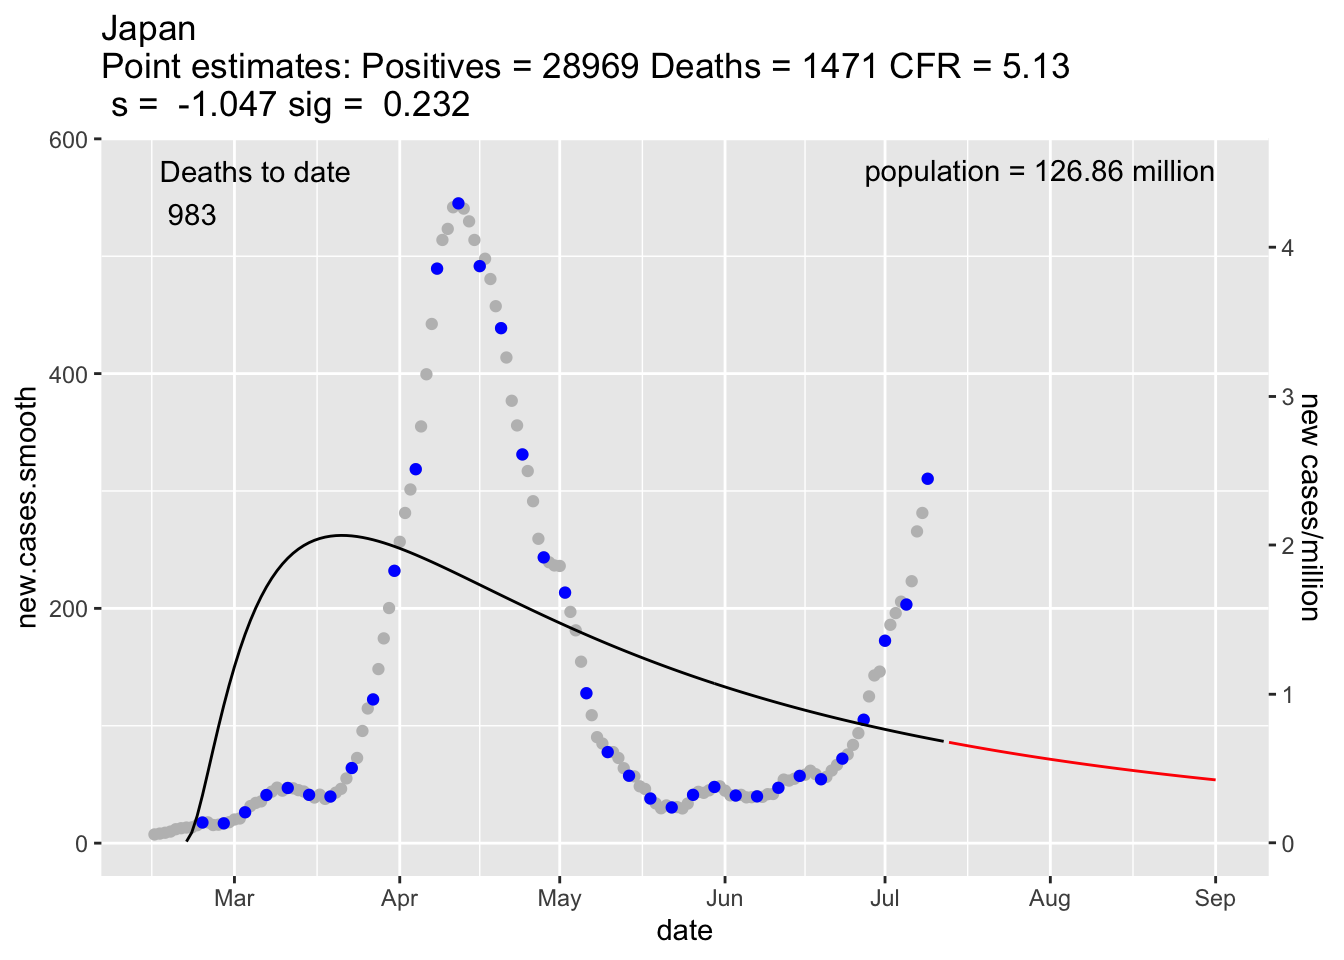 Japan
Point estimates: Positives = 28969 Deaths = 1471 CFR = 5.13
s =  -1.047 sig =  0.232
600
Deaths to date
population = 126.86 million
983
4
400
3
new.cases.smooth
new cases/million
2
200
1
0
0
Mar
Apr
May
Jun
Jul
Aug
Sep
date